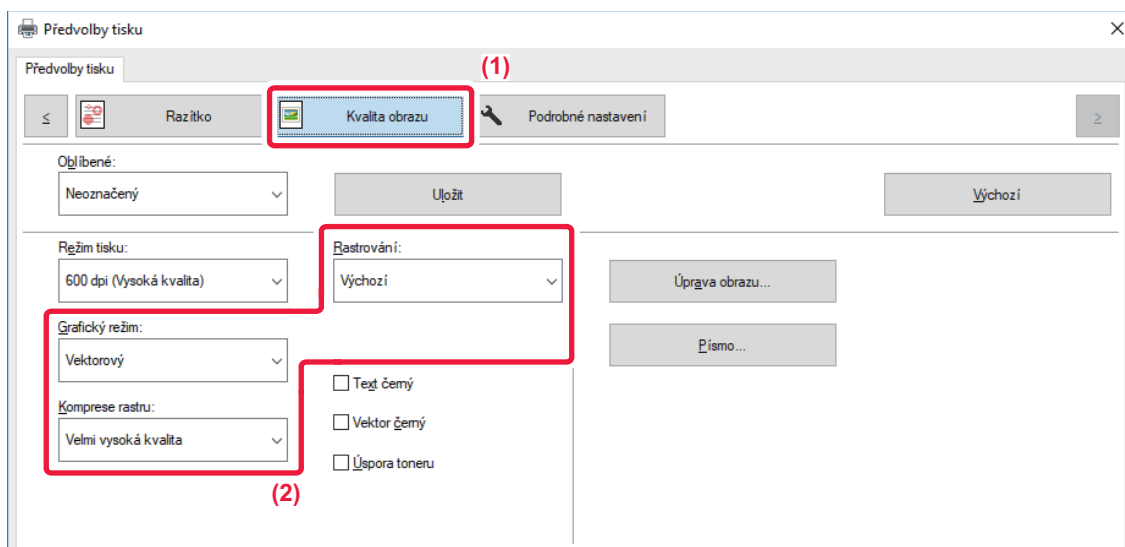 Předvolby tisku
Předvolby tisku
(1)
< Razítko Kvalita obrazu Podrobné nastavení >
Oblíbené:
Neoznačený Uložit Výchozí
Režim tisku: Rastrování:
600 dpi (Vysoká kvalita) Výchozí Úprava obrazu...
Grafický režim:
Vektorový Písmo...
Text černý
Komprese rastru:
Vektor černý
Velmi vysoká kvalita
Úspora toneru
(2)